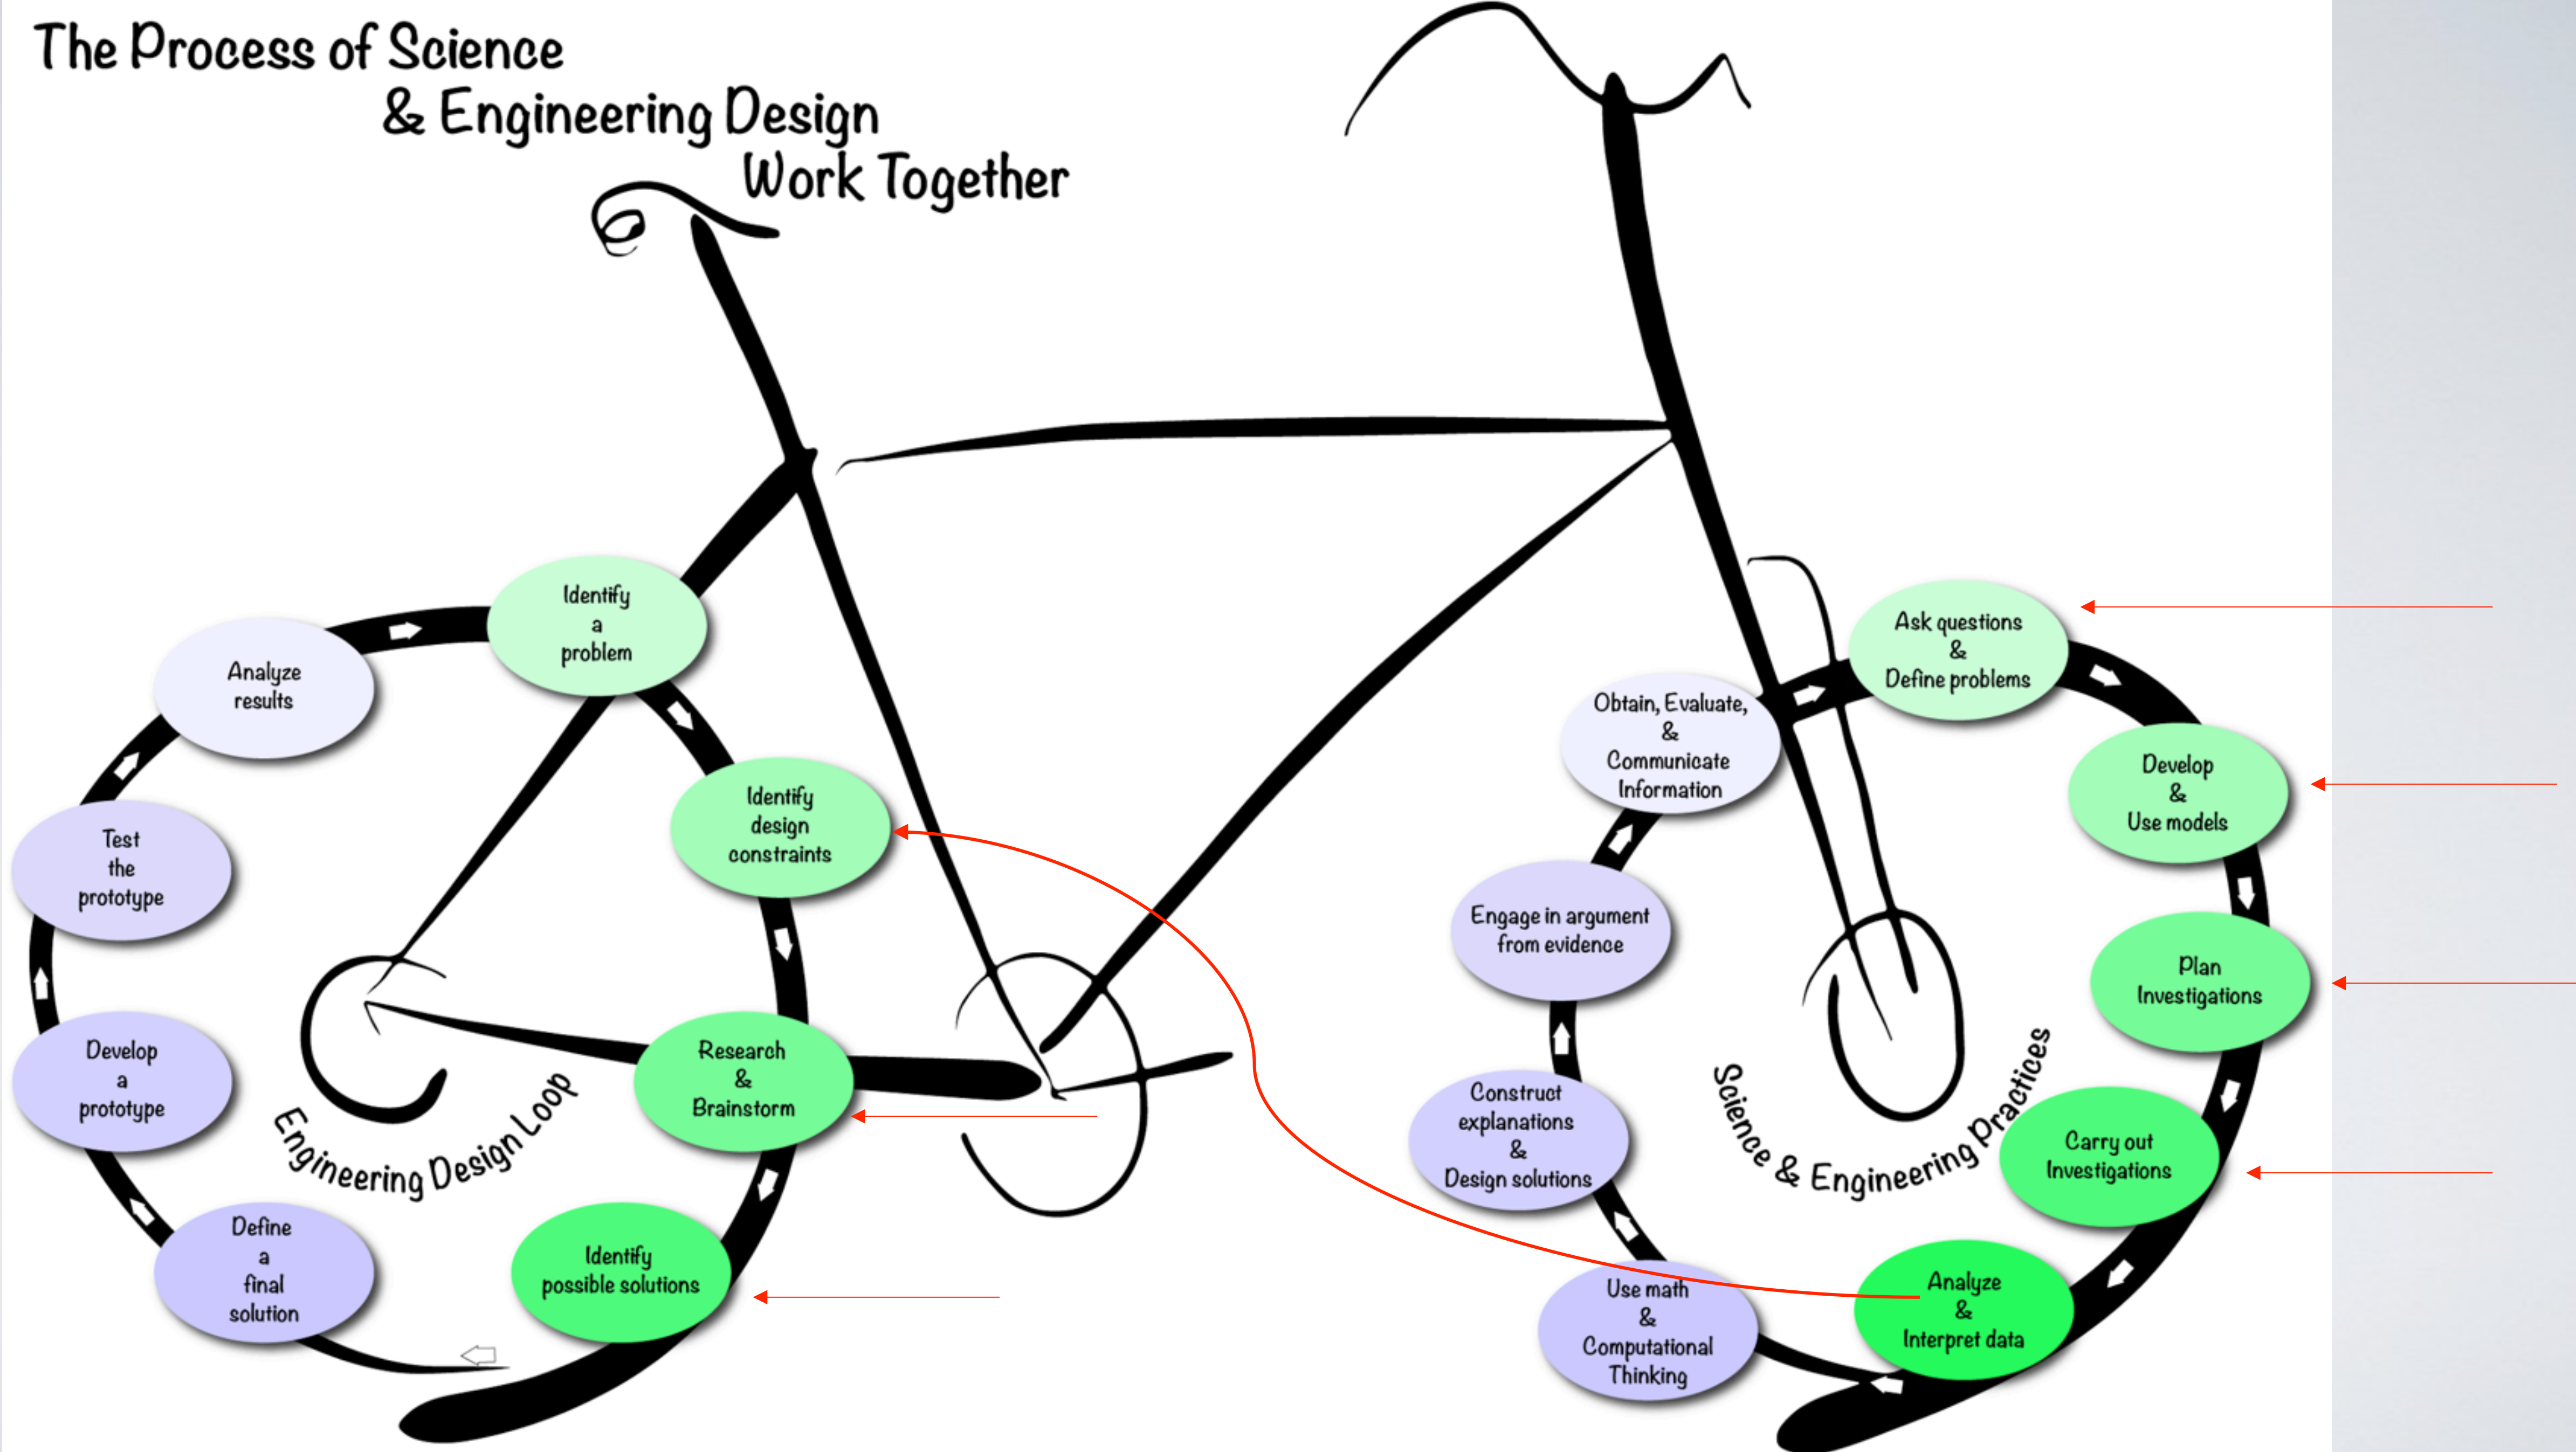 The Process of Science
& Engineering Design
Work Together
Identify
a
problem
Identify
design
constraints
Research
&
Brainstorm
Identify
possible solutions
Define
a
final
solution
Develop
a
prototype
Test
the
prototype
Analyze
results
Engineering Design Loop
Ask questions
&
Define problems
Develop
&
Use models
Plan
Investigations
Carry out
Investigations
Analyze
&
Interpret data
Use math
&
Computational
Thinking
Construct
explanations
&
Design solutions
Engage in argument
from evidence
Obtain, Evaluate,
&
Communicate
Information
Science & Engineering Practices